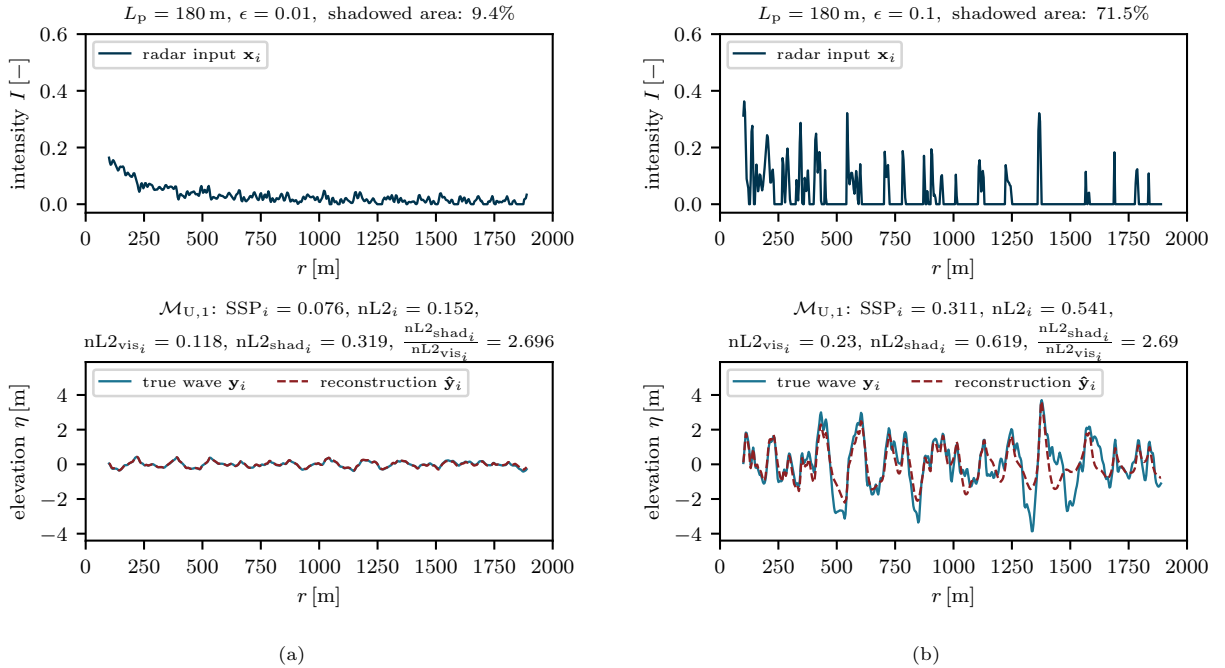 L_p = 180 m, ϵ = 0.01, shadowed area: 9.4%
0.6
0.4
0.2
0.0
intensity I [−]
radar input x_i
0 250 500 750 1000 1250 1500 1750 2000
r [m]
M_U,1: SSP_i = 0.076, nL2_i = 0.152,
nL2_vis_i = 0.118, nL2_shad_i = 0.319, nL2_shad_i/nL2_vis_i = 2.696
4
2
0
−2
−4
elevation η [m]
true wave y_i reconstruction ŷ_i
0 250 500 750 1000 1250 1500 1750 2000
r [m]
(a)
L_p = 180 m, ϵ = 0.1, shadowed area: 71.5%
0.6
0.4
0.2
0.0
intensity I [−]
radar input x_i
0 250 500 750 1000 1250 1500 1750 2000
r [m]
M_U,1: SSP_i = 0.311, nL2_i = 0.541,
nL2_vis_i = 0.23, nL2_shad_i = 0.619, nL2_shad_i/nL2_vis_i = 2.69
4
2
0
−2
−4
elevation η [m]
true wave y_i reconstruction ŷ_i
0 250 500 750 1000 1250 1500 1750 2000
r [m]
(b)